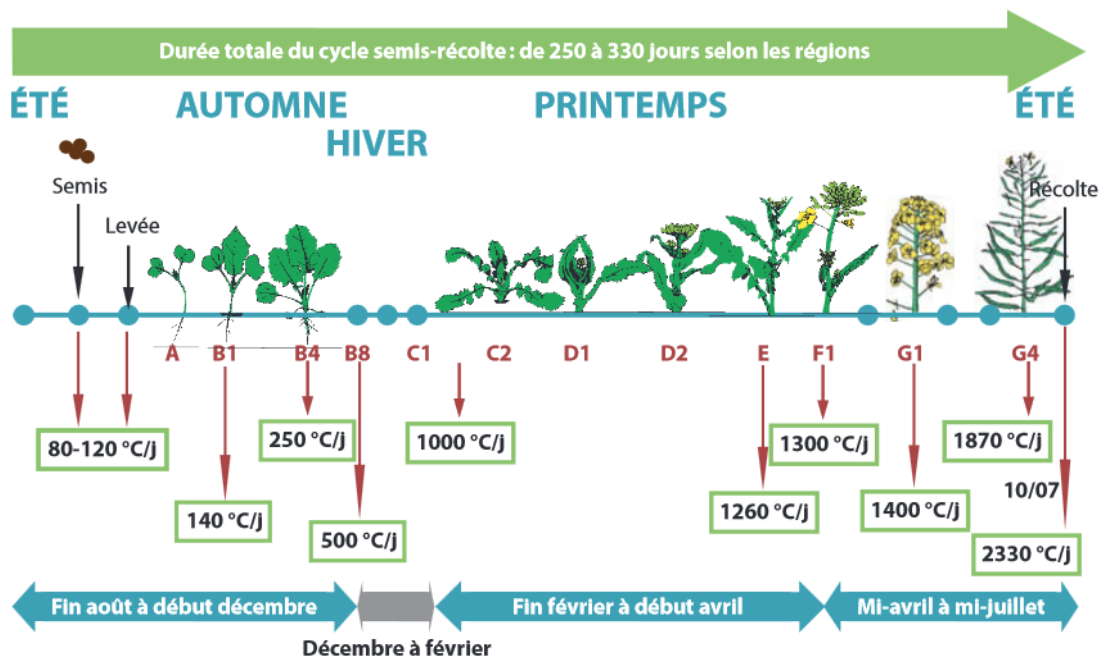 Durée totale du cycle semis-récolte : de 250 à 330 jours selon les régions
ÉTÉ
AUTOMNE
HIVER
PRINTEMPS
ÉTÉ
Semis
Levée
Récolte
A
B1
B4
B8
C1
C2
D1
D2
E
F1
G1
G4
80-120 °C/j
140 °C/j
250 °C/j
500 °C/j
1000 °C/j
1260 °C/j
1300 °C/j
1400 °C/j
1870 °C/j
10/07
2330 °C/j
Fin août à début décembre
Décembre à février
Fin février à début avril
Mi-avril à mi-juillet